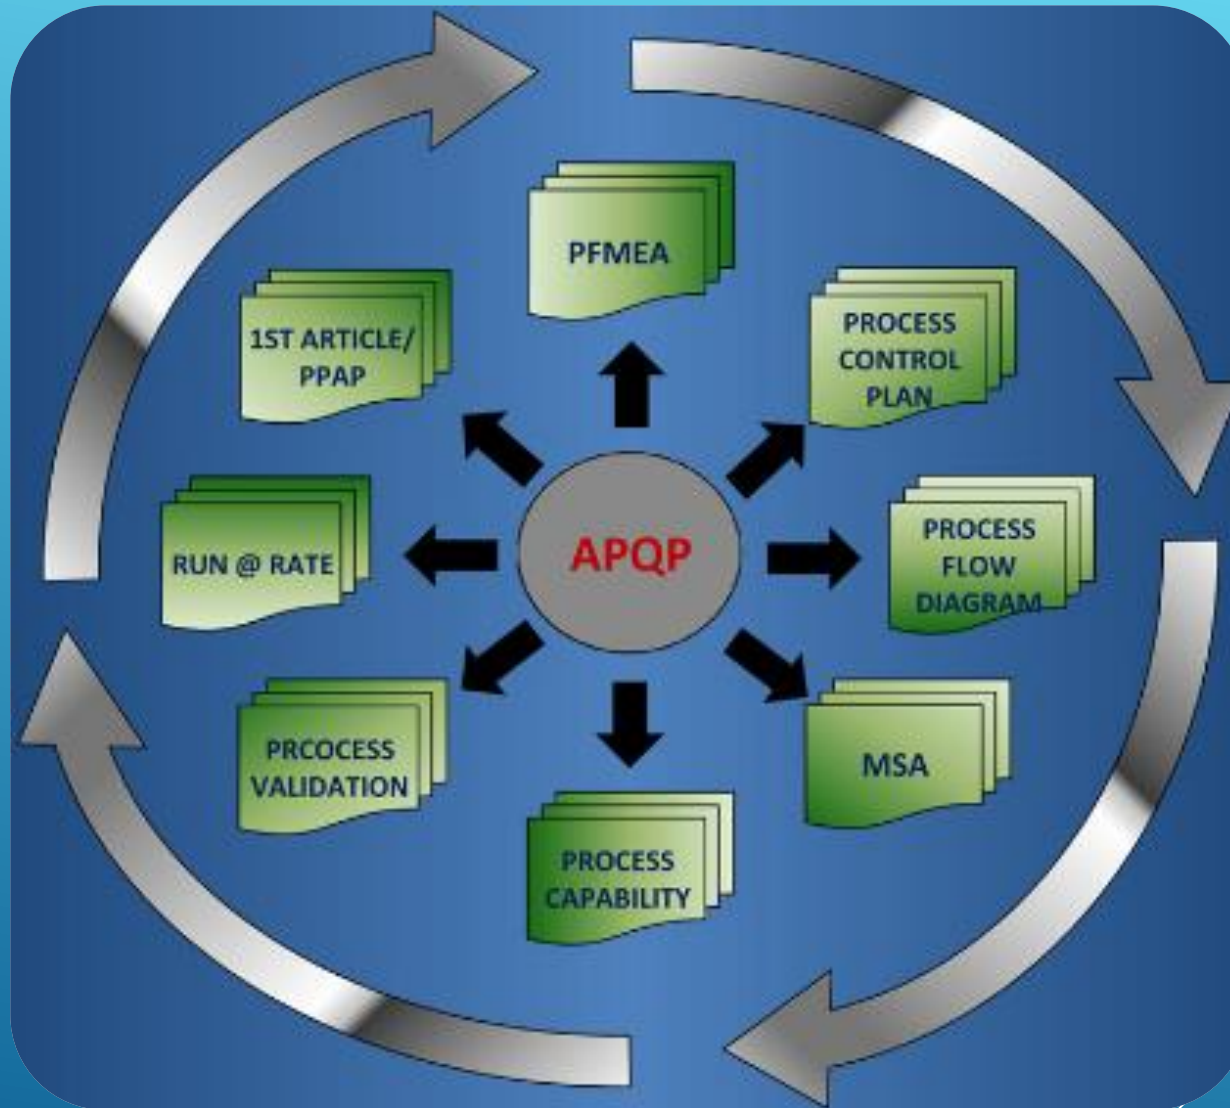 PFMEA
1ST ARTICLE/
PPAP
PROCESS
CONTROL
PLAN
RUN @ RATE
APQP
PROCESS
FLOW
DIAGRAM
PRCOCESS
VALIDATION
MSA
PROCESS
CAPABILITY